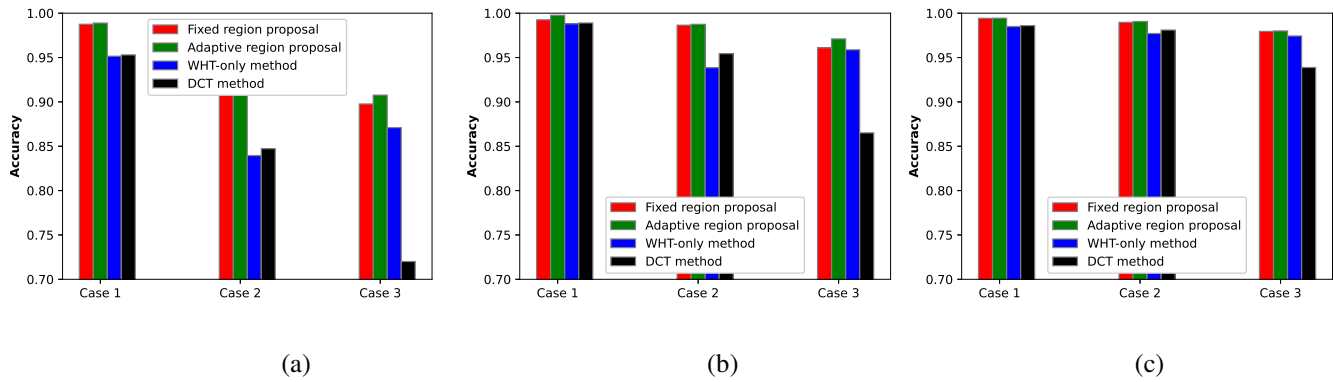 1.00
0.95
0.90
0.85
0.80
0.75
0.70
Accuracy
Fixed region proposal
Adaptive region proposal
WHT-only method
DCT method
Case 1
Case 2
Case 3
(a)
1.00
0.95
0.90
0.85
0.80
0.75
0.70
Accuracy
Fixed region proposal
Adaptive region proposal
WHT-only method
DCT method
Case 1
Case 2
Case 3
(b)
1.00
0.95
0.90
0.85
0.80
0.75
0.70
Accuracy
Fixed region proposal
Adaptive region proposal
WHT-only method
DCT method
Case 1
Case 2
Case 3
(c)